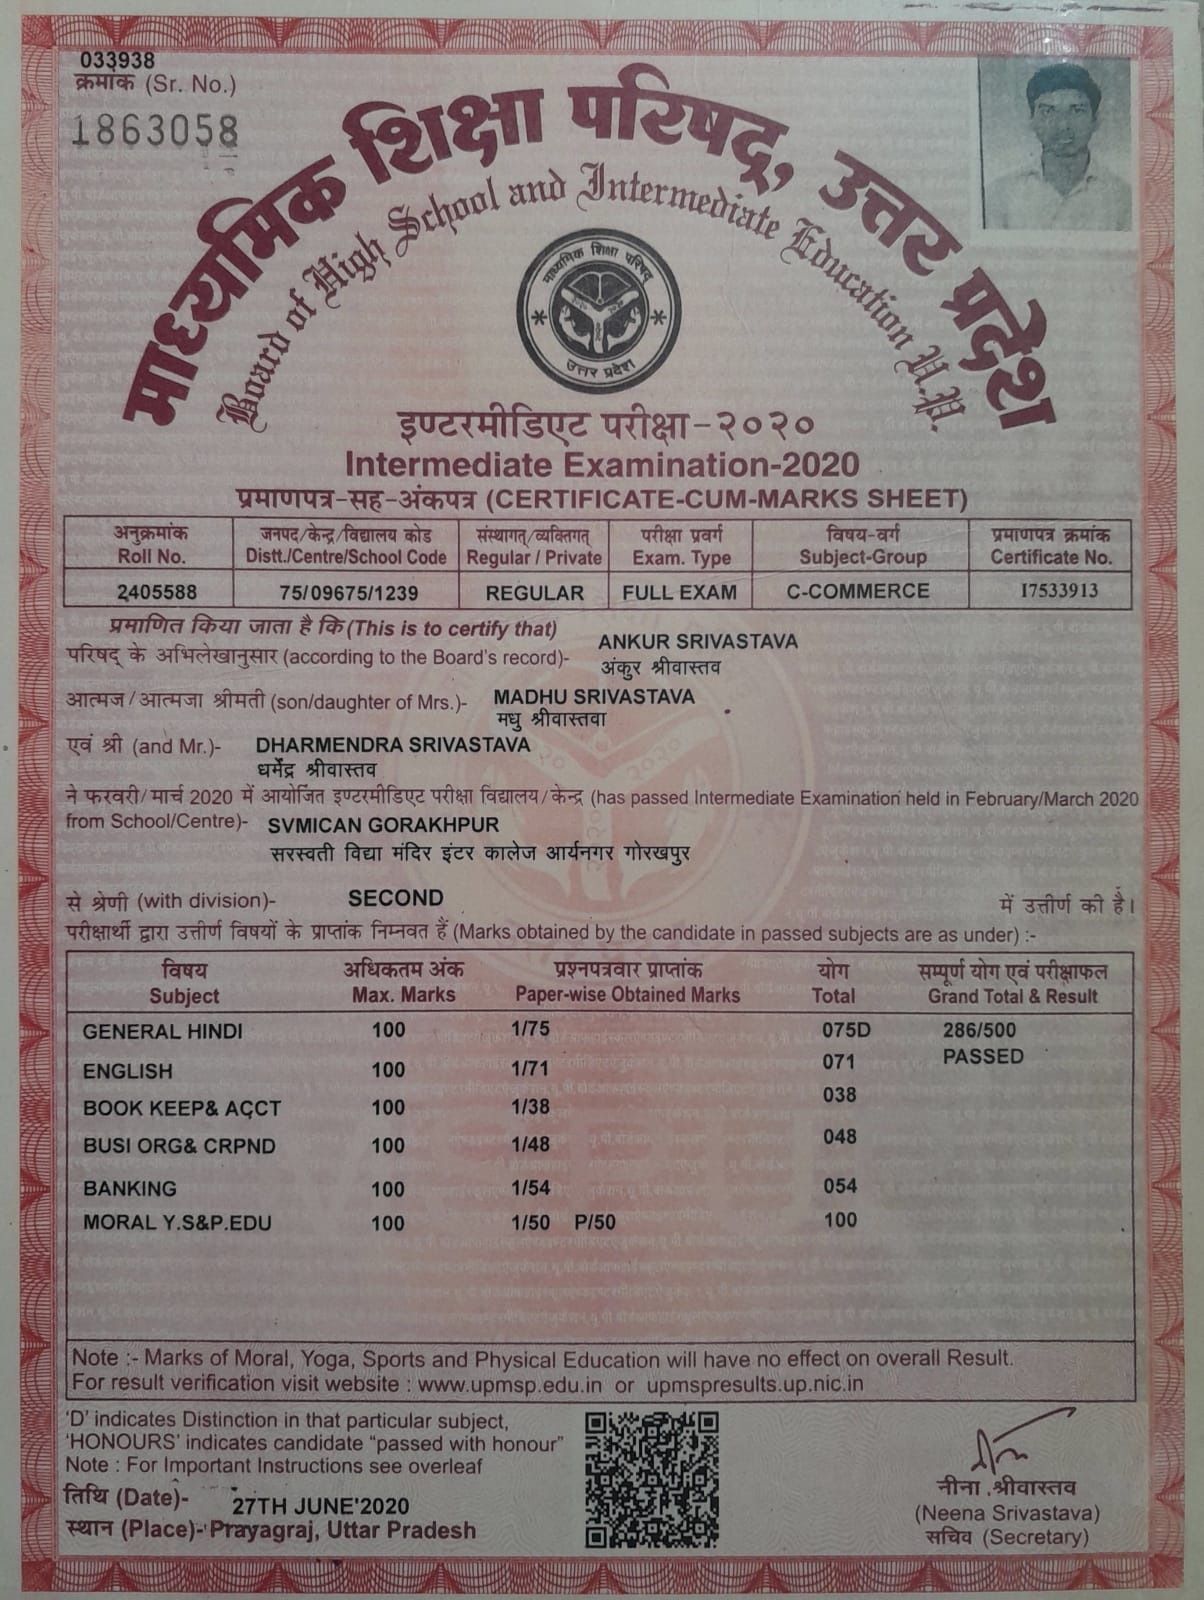 033938
क्रमांक (Sr. No.)
1863058
माध्यमिक शिक्षा परिषद्, उत्तर प्रदेश
Board of High School and Intermediate Education U.P.
माध्यमिक शिक्षा परिषद्
उत्तर प्रदेश
इण्टरमीडिएट परीक्षा-२०२०
Intermediate Examination-2020
प्रमाणपत्र-सह-अंकपत्र (CERTIFICATE-CUM-MARKS SHEET)
अनुक्रमांक जनपद/केन्द्र/विद्यालय कोड संस्थागत्/व्यक्तिगत् परीक्षा प्रवर्ग विषय-वर्ग प्रमाणपत्र क्रमांक
Roll No. Distt./Centre/School Code Regular / Private Exam. Type Subject-Group Certificate No.
2405588 75/09675/1239 REGULAR FULL EXAM C-COMMERCE 17533913
प्रमाणित किया जाता है कि (This is to certify that) ANKUR SRIVASTAVA
परिषद् के अभिलेखानुसार (according to the Board's record)- अंकुर श्रीवास्तव
आत्मज/आत्मजा श्रीमती (son/daughter of Mrs.)- MADHU SRIVASTAVA
मधु श्रीवास्तवा
एवं श्री (and Mr.)- DHARMENDRA SRIVASTAVA
धर्मेंद्र श्रीवास्तव
ने फरवरी/मार्च 2020 में आयोजित इण्टरमीडिएट परीक्षा विद्यालय/केन्द्र (has passed Intermediate Examination held in February/March 2020
from School/Centre)- SVMICAN GORAKHPUR
सरस्वती विद्या मंदिर इंटर कालेज आर्यनगर गोरखपुर
से श्रेणी (with division)- SECOND में उत्तीर्ण की है।
परीक्षार्थी द्वारा उत्तीर्ण विषयों के प्राप्तांक निम्नवत हैं (Marks obtained by the candidate in passed subjects are as under) :-
विषय अधिकतम अंक प्रश्नपत्रवार प्राप्तांक योग सम्पूर्ण योग एवं परीक्षाफल
Subject Max. Marks Paper-wise Obtained Marks Total Grand Total & Result
GENERAL HINDI 100 1/75 075D 286/500
PASSED
ENGLISH 100 1/71 071
BOOK KEEP& ACCT 100 1/38 038
BUSI ORG& CRPND 100 1/48 048
BANKING 100 1/54 054
MORAL Y.S&P.EDU 100 1/50 P/50 100
Note :- Marks of Moral, Yoga, Sports and Physical Education will have no effect on overall Result.
For result verification visit website : www.upmsp.edu.in or upmspresults.up.nic.in
'D' indicates Distinction in that particular subject,
'HONOURS' indicates candidate "passed with honour"
Note : For Important Instructions see overleaf
तिथि (Date)- 27TH JUNE'2020
स्थान (Place)- Prayagraj, Uttar Pradesh
नीना श्रीवास्तव
(Neena Srivastava)
सचिव (Secretary)